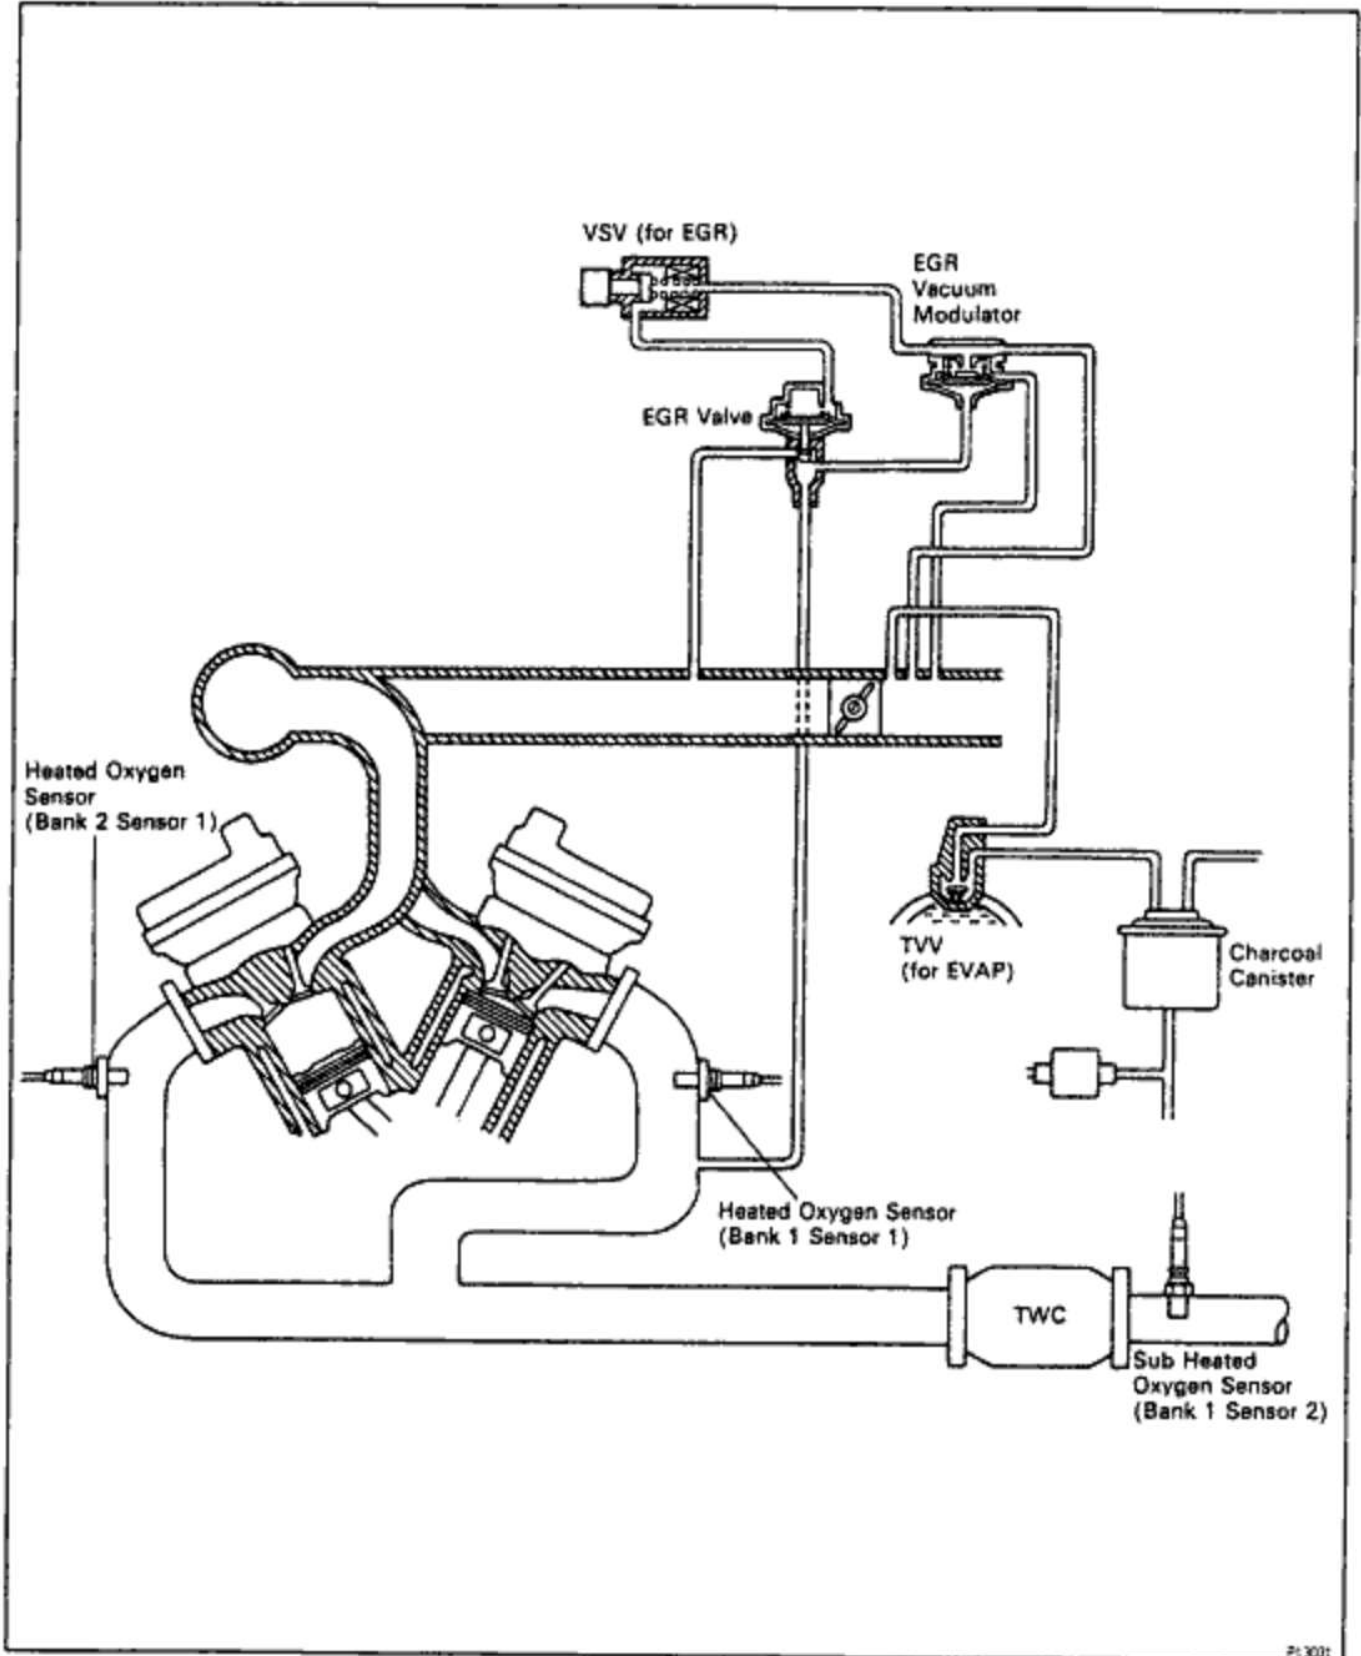 VSV (for EGR)
EGR
Vacuum
Modulator
EGR Valve
Heated Oxygen
Sensor
(Bank 2 Sensor 1)
TVV
(for EVAP)
Charcoal
Canister
Heated Oxygen Sensor
(Bank 1 Sensor 1)
TWC
Sub Heated
Oxygen Sensor
(Bank 1 Sensor 2)